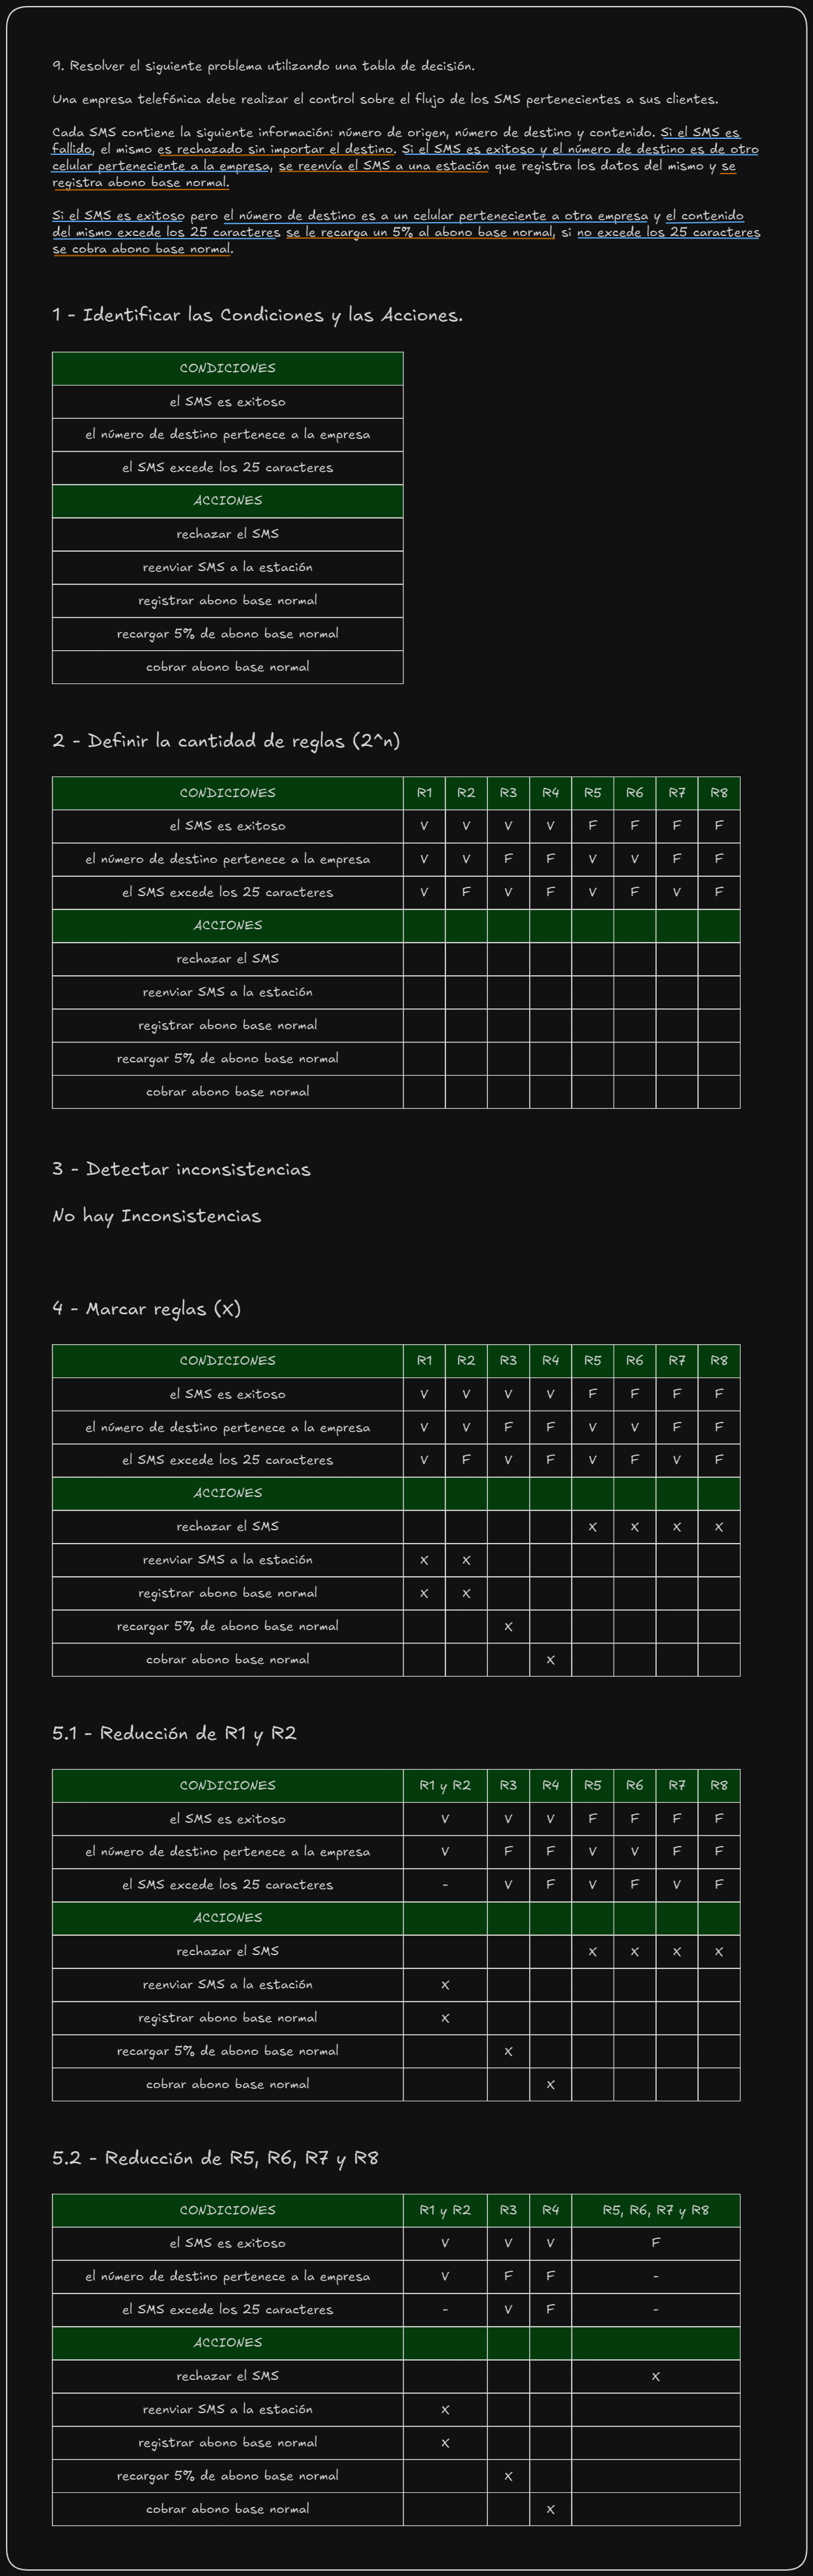 9. Resolver el siguiente problema utilizando una tabla de decisión.
Una empresa telefónica debe realizar el control sobre el flujo de los SMS pertenecientes a sus clientes.
Cada SMS contiene la siguiente información: número de origen, número de destino y contenido. Si el SMS es
fallido, el mismo es rechazado sin importar el destino. Si el SMS es exitoso y el número de destino es de otro
celular perteneciente a la empresa, se reenvía el SMS a una estación que registra los datos del mismo y se
registra abono base normal.
Si el SMS es exitoso pero el número de destino es a un celular perteneciente a otra empresa y el contenido
del mismo excede los 25 caracteres se le recarga un 5% al abono base normal, si no excede los 25 caracteres
se cobra abono base normal.
1 - Identificar las Condiciones y las Acciones.
CONDICIONES
el SMS es exitoso
el número de destino pertenece a la empresa
el SMS excede los 25 caracteres
ACCIONES
rechazar el SMS
reenviar SMS a la estación
registrar abono base normal
recargar 5% de abono base normal
cobrar abono base normal
2 - Definir la cantidad de reglas (2^n)
CONDICIONES R1 R2 R3 R4 R5 R6 R7 R8
el SMS es exitoso V V V V F F F F
el número de destino pertenece a la empresa V V F F V V F F
el SMS excede los 25 caracteres V F V F V F V F
ACCIONES
rechazar el SMS
reenviar SMS a la estación
registrar abono base normal
recargar 5% de abono base normal
cobrar abono base normal
3 - Detectar inconsistencias
No hay Inconsistencias
4 - Marcar reglas (x)
CONDICIONES R1 R2 R3 R4 R5 R6 R7 R8
el SMS es exitoso V V V V F F F F
el número de destino pertenece a la empresa V V F F V V F F
el SMS excede los 25 caracteres V F V F V F V F
ACCIONES
rechazar el SMS x x x x
reenviar SMS a la estación x x
registrar abono base normal x x
recargar 5% de abono base normal x
cobrar abono base normal x
5.1 - Reducción de R1 y R2
CONDICIONES R1 y R2 R3 R4 R5 R6 R7 R8
el SMS es exitoso V V V F F F F
el número de destino pertenece a la empresa V F F V V F F
el SMS excede los 25 caracteres - V F V F V F
ACCIONES
rechazar el SMS x x x x
reenviar SMS a la estación x
registrar abono base normal x
recargar 5% de abono base normal x
cobrar abono base normal x
5.2 - Reducción de R5, R6, R7 y R8
CONDICIONES R1 y R2 R3 R4 R5, R6, R7 y R8
el SMS es exitoso V V V F
el número de destino pertenece a la empresa V F F -
el SMS excede los 25 caracteres - V F -
ACCIONES
rechazar el SMS x
reenviar SMS a la estación x
registrar abono base normal x
recargar 5% de abono base normal x
cobrar abono base normal x